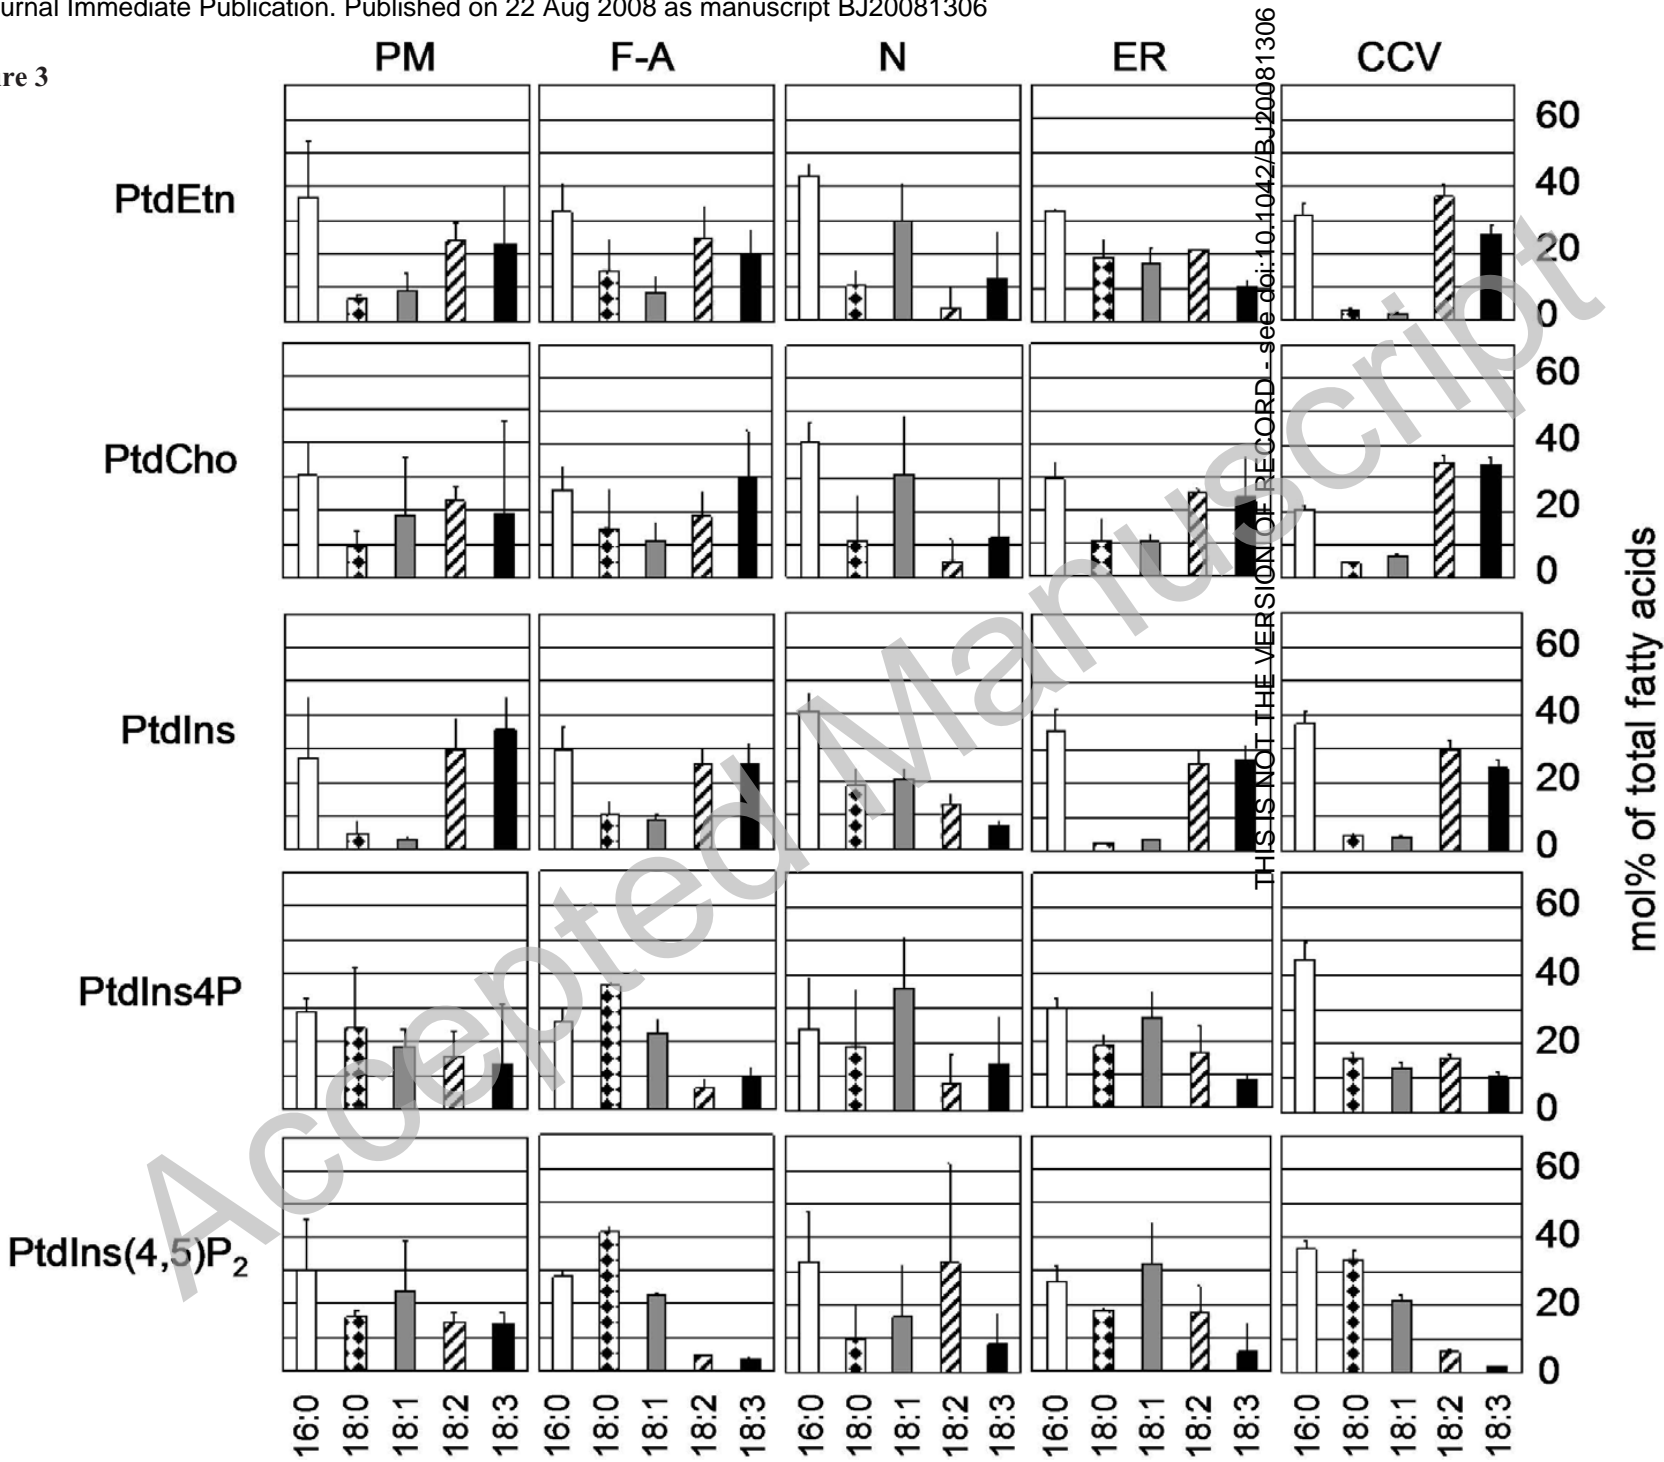 urnal Immediate Publication. Published on 22 Aug 2008 as manuscript BJ20081306
re 3
PM F-A N ER CCV
PtdEtn
60
40
20
0
PtdCho
60
40
20
0
PtdIns
60
40
20
0
PtdIns4P
60
40
20
0
PtdIns(4,5)P2
60
40
20
0
16:0 18:0 18:1 18:2 18:3 16:0 18:0 18:1 18:2 18:3 16:0 18:0 18:1 18:2 18:3 16:0 18:0 18:1 18:2 18:3 16:0 18:0 18:1 18:2 18:3
mol% of total fatty acids
THIS IS NOT THE VERSION OF RECORD - see doi:10.1042/BJ20081306
Accepted Manuscript